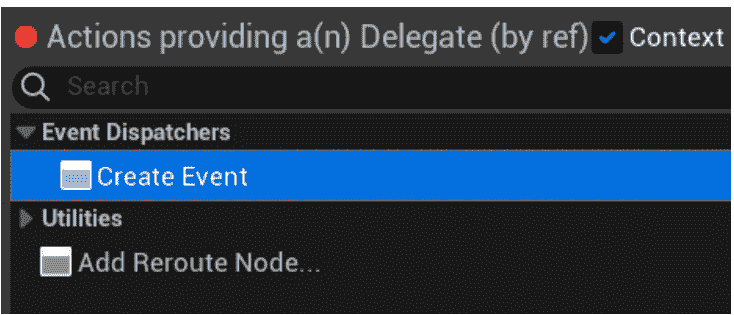 Actions providing a(n) Delegate (by ref) Context
Search
Event Dispatchers
Create Event
Utilities
Add Reroute Node...